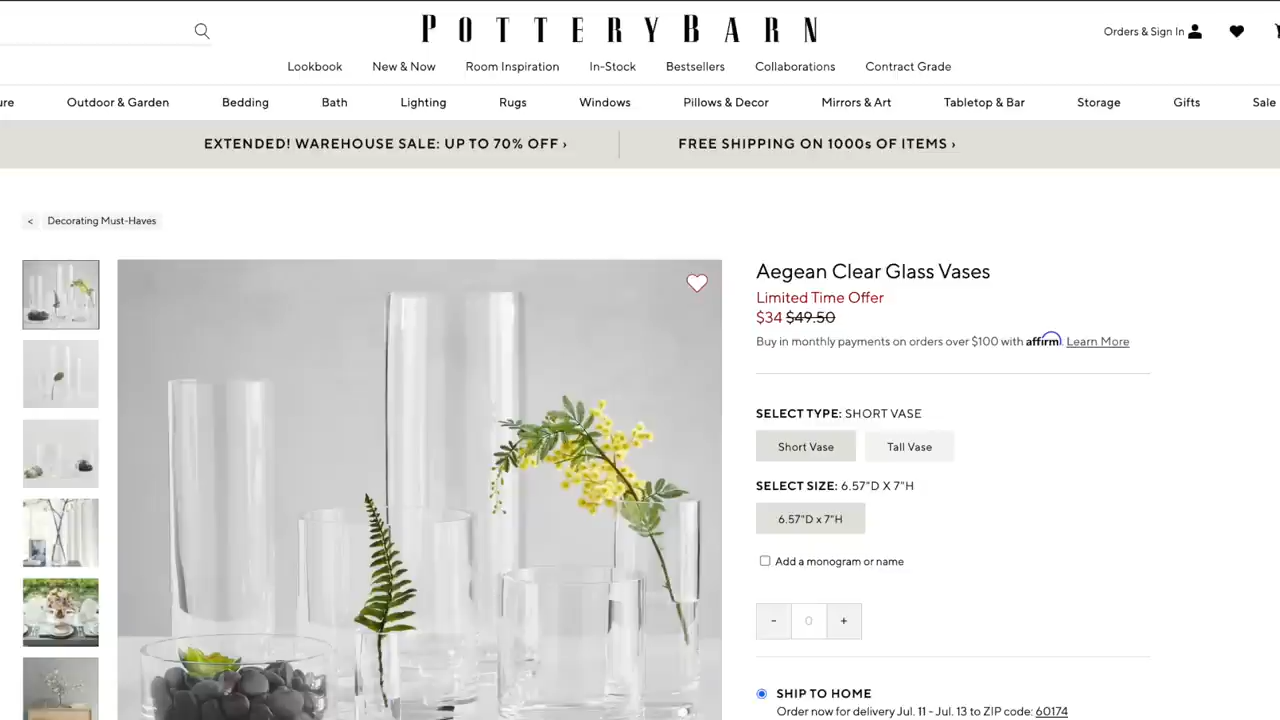 POTTERYBARN
Orders & Sign In
Lookbook New & Now Room Inspiration In-Stock Bestsellers Collaborations Contract Grade
ure Outdoor & Garden Bedding Bath Lighting Rugs Windows Pillows & Decor Mirrors & Art Tabletop & Bar Storage Gifts Sale
EXTENDED! WAREHOUSE SALE: UP TO 70% OFF › FREE SHIPPING ON 1000s OF ITEMS ›
< Decorating Must-Haves
Aegean Clear Glass Vases
Limited Time Offer
$34 $49.50
Buy in monthly payments on orders over $100 with affirm. Learn More
SELECT TYPE: SHORT VASE
Short Vase Tall Vase
SELECT SIZE: 6.57"D X 7"H
6.57"D x 7"H
Add a monogram or name
- 0 +
SHIP TO HOME
Order now for delivery Jul. 11 - Jul. 13 to ZIP code: 60174